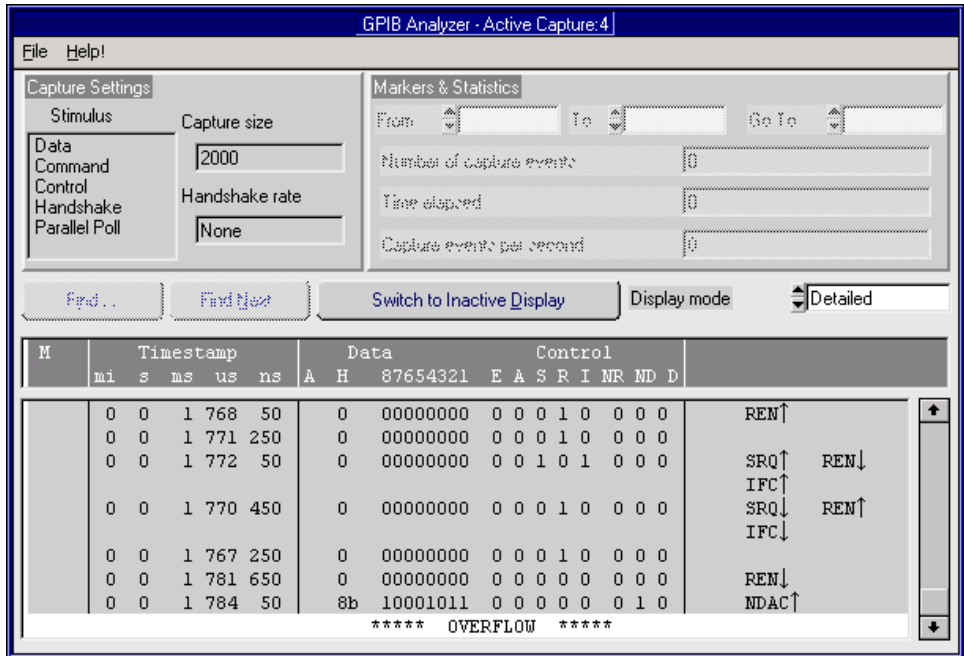 GPIB Analyzer - Active Capture:4
File Help!
Capture Settings
Stimulus
Data
Command
Control
Handshake
Parallel Poll
Capture size
2000
Handshake rate
None
Markers & Statistics
From To Go To
Number of capture events 0
Time elapsed 0
Capture events per second 0
Find... Find Next Switch to Inactive Display Display mode Detailed
M Timestamp Data Control
mi s ms us ns A H 87654321 E A S R I NR ND D
0 0 1 768 50 0 00000000 0 0 0 1 0 0 0 0 REN↑
0 0 1 771 250 0 00000000 0 0 0 1 0 0 0 0
0 0 1 772 50 0 00000000 0 0 1 0 1 0 0 0 SRQ↑ REN↓
IFC↑
0 0 1 770 450 0 00000000 0 0 0 1 0 0 0 0 SRQ↓ REN↑
IFC↓
0 0 1 767 250 0 00000000 0 0 0 1 0 0 0 0
0 0 1 781 650 0 00000000 0 0 0 0 0 0 0 0 REN↓
0 0 1 784 50 8b 10001011 0 0 0 0 0 0 1 0 NDAC↑
***** OVERFLOW *****